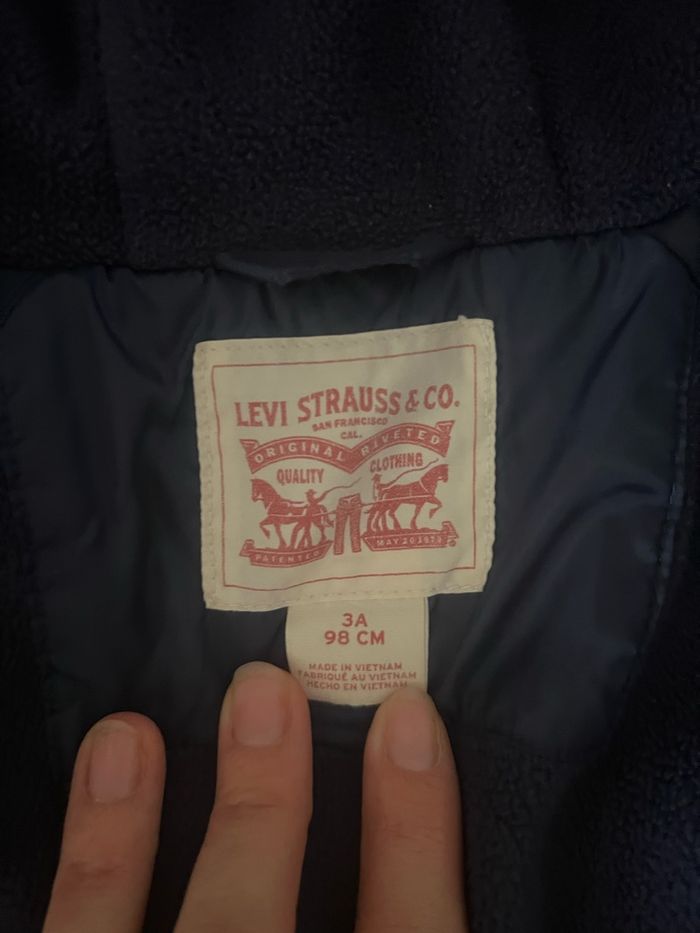 LEVI STRAUSS & CO.
SAN FRANCISCO
CAL.
ORIGINAL RIVETED
QUALITY CLOTHING
PATENTED MAY 20 1873
3A
98 CM
MADE IN VIETNAM
FABRIQUÉ AU VIETNAM
HECHO EN VIETNAM